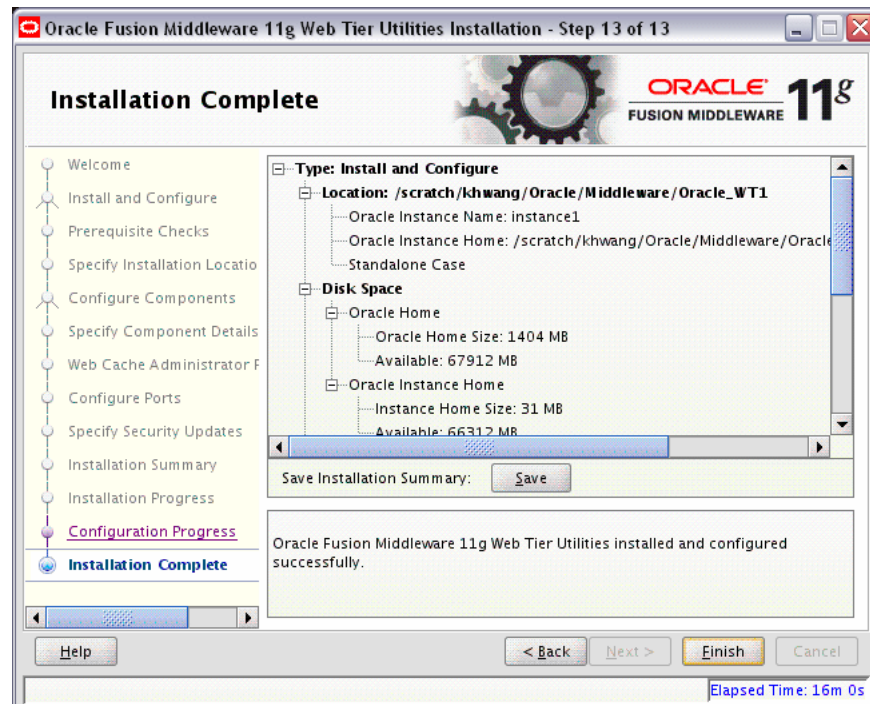 Oracle Fusion Middleware 11g Web Tier Utilities Installation - Step 13 of 13
Installation Complete
ORACLE
FUSION MIDDLEWARE
11g
Welcome
Install and Configure
Prerequisite Checks
Specify Installation Locatio
Configure Components
Specify Component Details
Web Cache Administrator P
Configure Ports
Specify Security Updates
Installation Summary
Installation Progress
Configuration Progress
Installation Complete
Type: Install and Configure
Location: /scratch/khwang/Oracle/Middleware/Oracle_WT1
Oracle Instance Name: instance1
Oracle Instance Home: /scratch/khwang/Oracle/Middleware/Oracle
Standalone Case
Disk Space
Oracle Home
Oracle Home Size: 1404 MB
Available: 67912 MB
Oracle Instance Home
Instance Home Size: 31 MB
Available: 66312 MB
Save Installation Summary:
Save
Oracle Fusion Middleware 11g Web Tier Utilities installed and configured
successfully.
Help
< Back
Next >
Finish
Cancel
Elapsed Time: 16m 0s